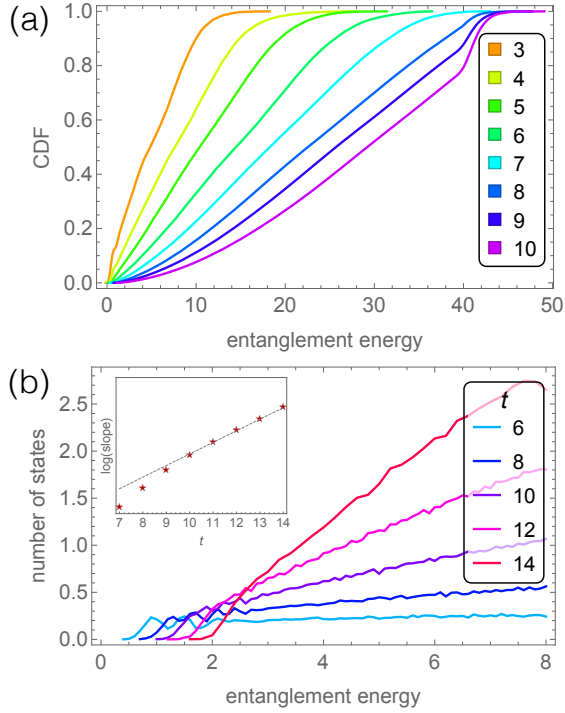 (a)
1.0
0.8
0.6
0.4
0.2
0.0
CDF
3
4
5
6
7
8
9
10
0 10 20 30 40 50
entanglement energy
(b)
2.5
2.0
1.5
1.0
0.5
0.0
number of states
log(slope)
7 8 9 10 11 12 13 14
t
t
6
8
10
12
14
0 2 4 6 8
entanglement energy